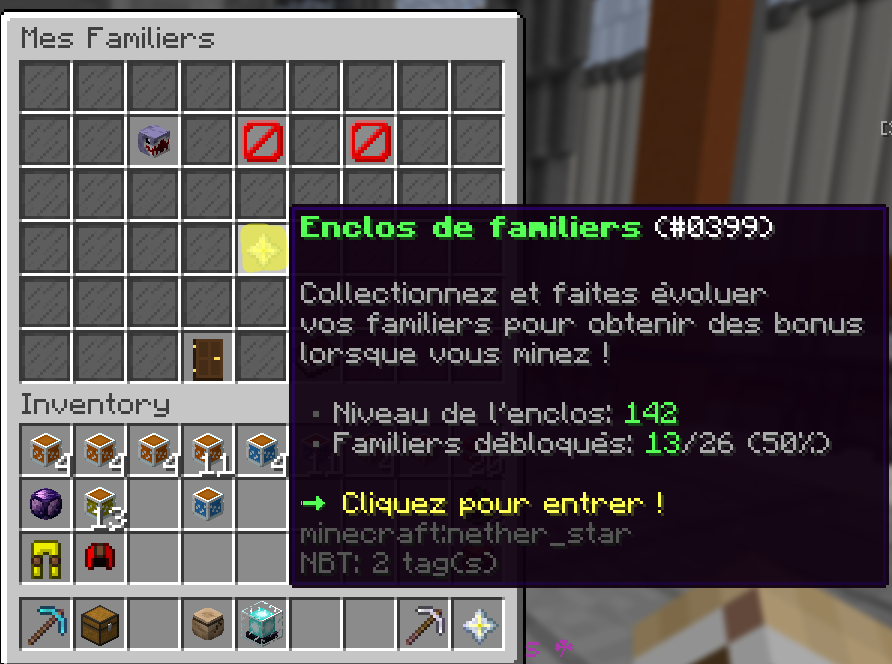 Mes Familiers
Enclos de familiers (#0399)
Collectionnez et faites évoluer
vos familiers pour obtenir des bonus
lorsque vous minez !
▪ Niveau de l'enclos: 142
▪ Familiers débloqués: 13/26 (50%)
→ Cliquez pour entrer !
minecraft:nether_star
NBT: 2 tag(s)
Inventory
4 4 4 11 4
13